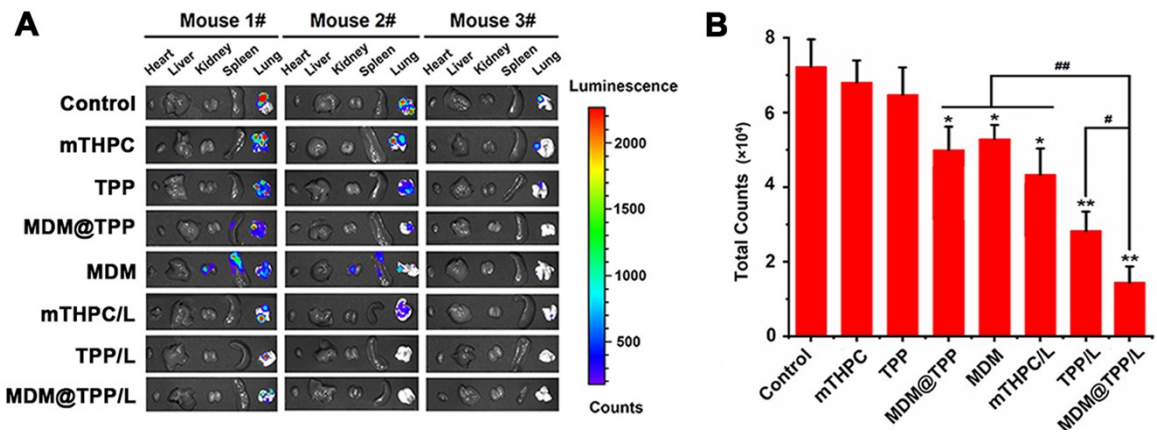 A
Mouse 1# Mouse 2# Mouse 3#
Heart Liver Kidney Spleen Lung Heart Liver Kidney Spleen Lung Heart Liver Kidney Spleen Lung
Control
mTHPC
TPP
MDM@TPP
MDM
mTHPC/L
TPP/L
MDM@TPP/L
Luminescence
2000
1500
1000
500
Counts
B
Total Counts (×10⁴)
8
6
4
2
0
##
#
* * * ** **
Control mTHPC TPP MDM@TPP MDM mTHPC/L TPP/L MDM@TPP/L